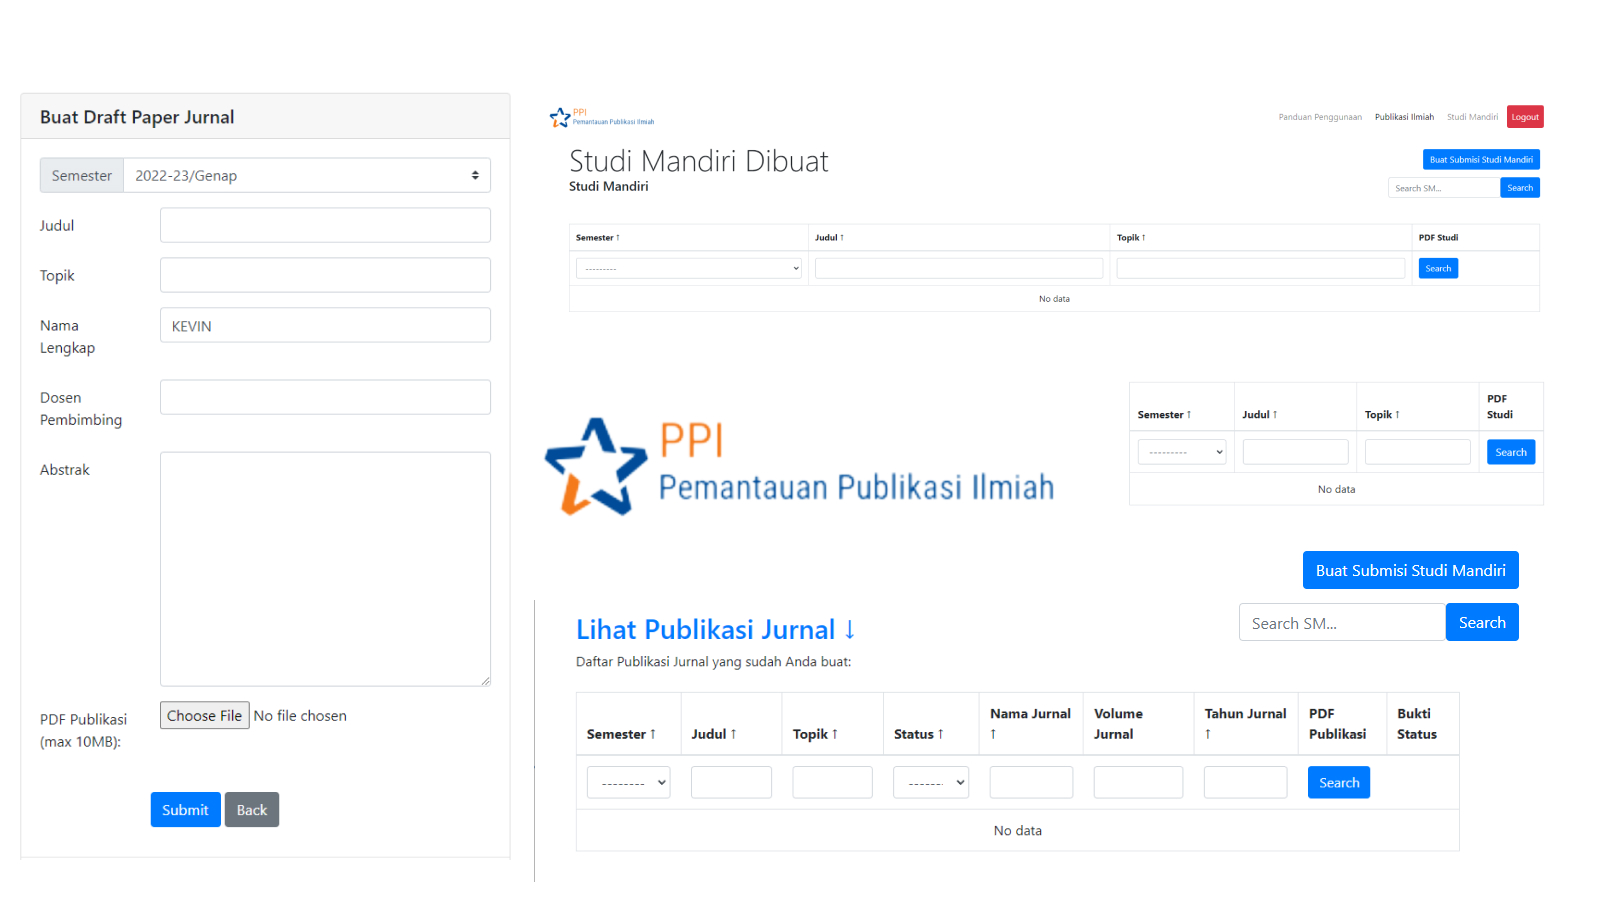 Buat Draft Paper Jurnal
Semester 2022-23/Genap
Judul
Topik
Nama Lengkap KEVIN
Dosen Pembimbing
Abstrak
PDF Publikasi (max 10MB): Choose File No file chosen
Submit Back
PPI
Pemantauan Publikasi Ilmiah
Panduan Penggunaan Publikasi Ilmiah Studi Mandiri Logout
Studi Mandiri Dibuat
Studi Mandiri
Buat Submisi Studi Mandiri
Search SM... Search
Semester ↑ Judul ↑ Topik ↑ PDF Studi
--------- Search
No data
PPI
Pemantauan Publikasi Ilmiah
Semester ↑ Judul ↑ Topik ↑ PDF Studi
--------- Search
No data
Buat Submisi Studi Mandiri
Search SM... Search
Lihat Publikasi Jurnal ↓
Daftar Publikasi Jurnal yang sudah Anda buat:
Semester ↑ Judul ↑ Topik ↑ Status ↑ Nama Jurnal ↑ Volume Jurnal Tahun Jurnal ↑ PDF Publikasi Bukti Status
-------- ------- Search
No data